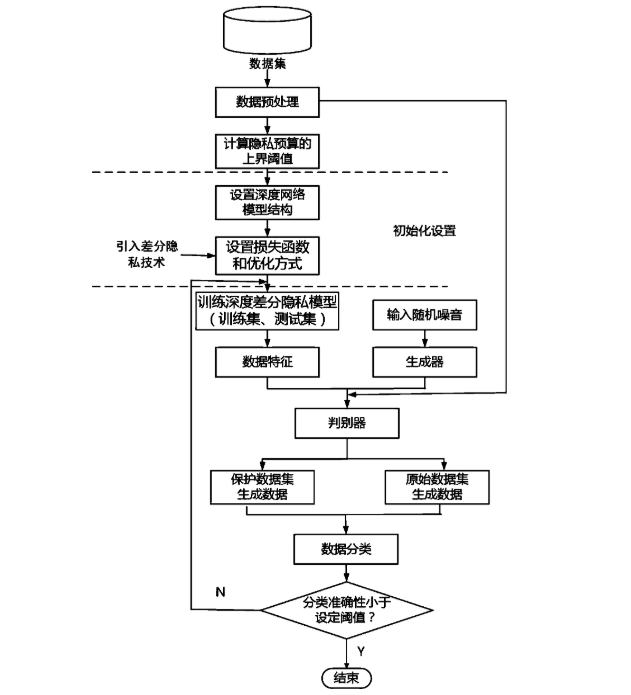 数据集
数据预处理
计算隐私预算的
上界阈值
设置深度网络
模型结构
初始化设置
引入差分隐
私技术
设置损失函数
和优化方式
训练深度差分隐私模型
（训练集、测试集）
输入随机噪音
数据特征
生成器
判别器
保护数据集
生成数据
原始数据集
生成数据
数据分类
N
分类准确性小于
设定阈值？
Y
结束